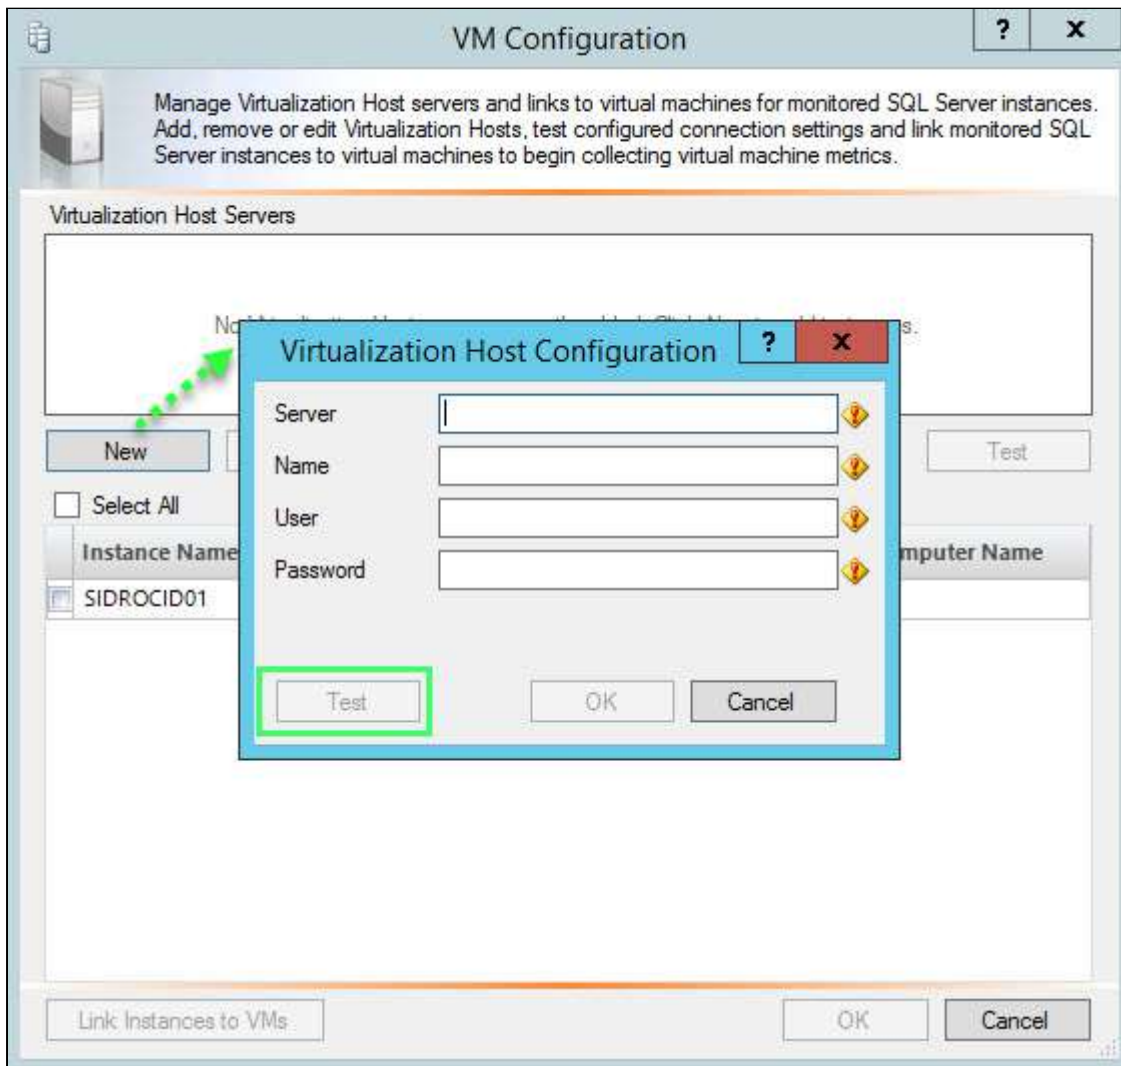 VM Configuration
?
x
Manage Virtualization Host servers and links to virtual machines for monitored SQL Server instances.
Add, remove or edit Virtualization Hosts, test configured connection settings and link monitored SQL
Server instances to virtual machines to begin collecting virtual machine metrics.
Virtualization Host Servers
Virtualization Host Configuration
?
x
Server
Name
User
Password
Test
OK
Cancel
New
Test
Select All
Instance Name
Name
SIDROCID01
Link Instances to VMs
OK
Cancel